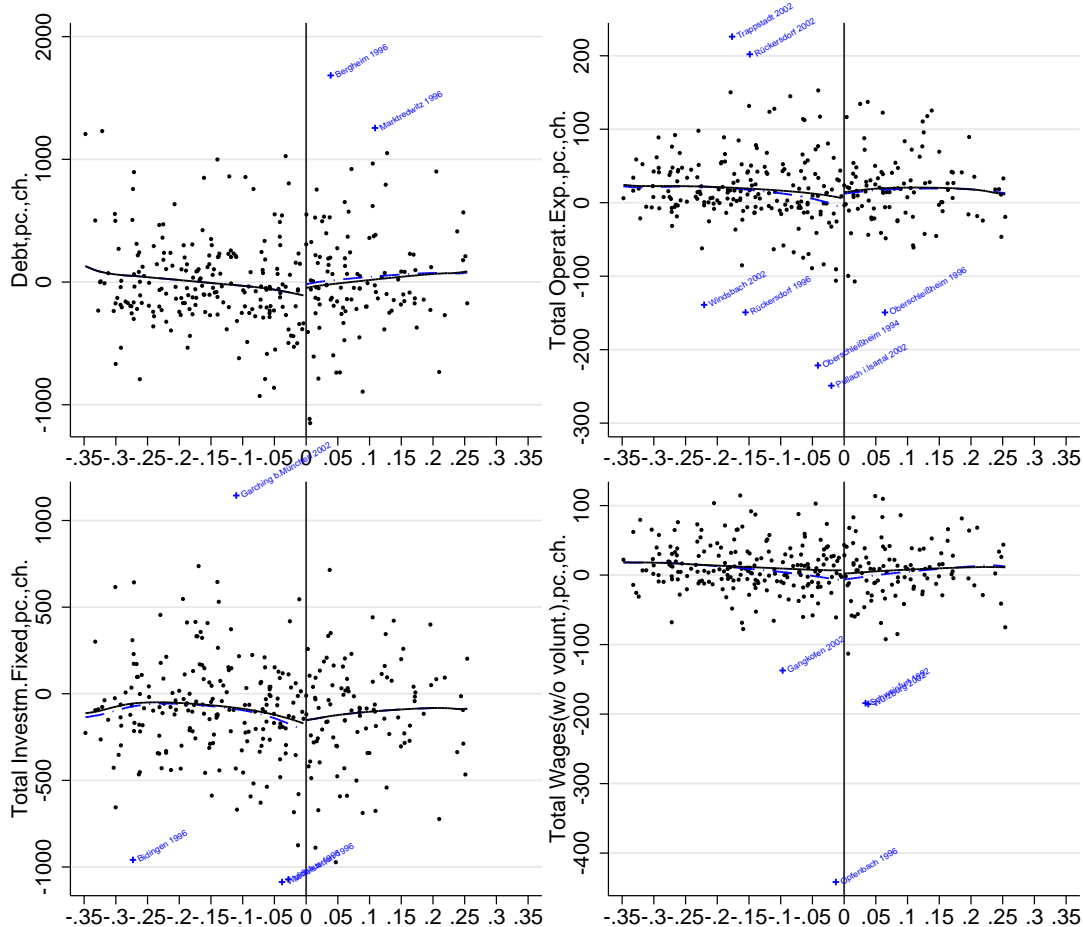 2000
1000
0
-1000
Debt,pc.,ch.
Bergheim 1996
Marktredwitz 1996
-.35-.3-.25-.2-.15-.1-.05 0 .05 .1 .15 .2 .25 .3 .35
200
100
0
-100
-200
-300
Total Operat.Exp.,pc.,ch.
Trappstadt 2002
Rückersdorf 2002
Windsbach 2002
Rückersdorf 1996
Oberschleißheim 1996
Oberschleißheim 1994
Pullach i.Isartal 2002
-.35-.3-.25-.2-.15-.1-.05 0 .05 .1 .15 .2 .25 .3 .35
1000
500
0
-500
-1000
Total Investm.Fixed,pc.,ch.
Garching b.München 2002
Bidingen 1996
1996
-.35-.3-.25-.2-.15-.1-.05 0 .05 .1 .15 .2 .25 .3 .35
100
0
-100
-200
-300
-400
Total Wages(w/o volunt.),pc.,ch.
Gangkofen 2002
Opfenbach 1996
-.35-.3-.25-.2-.15-.1-.05 0 .05 .1 .15 .2 .25 .3 .35